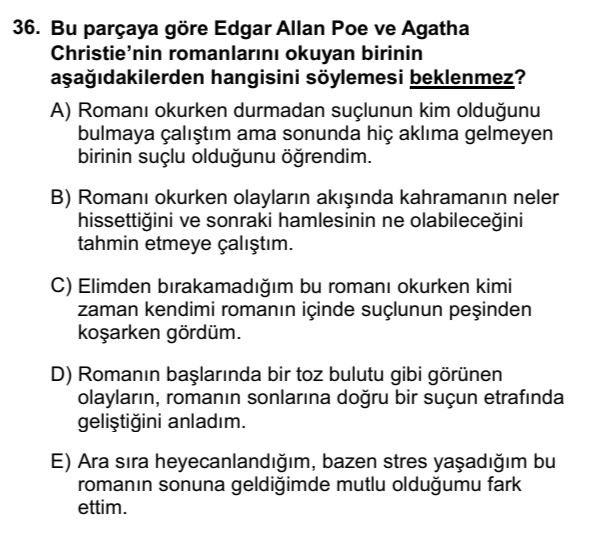 36. Bu parçaya göre Edgar Allan Poe ve Agatha
Christie’nin romanlarını okuyan birinin
aşağıdakilerden hangisini söylemesi beklenmez?
A) Romanı okurken durmadan suçlunun kim olduğunu
bulmaya çalıştım ama sonunda hiç aklıma gelmeyen
birinin suçlu olduğunu öğrendim.
B) Romanı okurken olayların akışında kahramanın neler
hissettiğini ve sonraki hamlesinin ne olabileceğini
tahmin etmeye çalıştım.
C) Elimden bırakamadığım bu romanı okurken kimi
zaman kendimi romanın içinde suçlunun peşinden
koşarken gördüm.
D) Romanın başlarında bir toz bulutu gibi görünen
olayların, romanın sonlarına doğru bir suçun etrafında
geliştiğini anladım.
E) Ara sıra heyecanlandığım, bazen stres yaşadığım bu
romanın sonuna geldiğimde mutlu olduğumu fark
ettim.